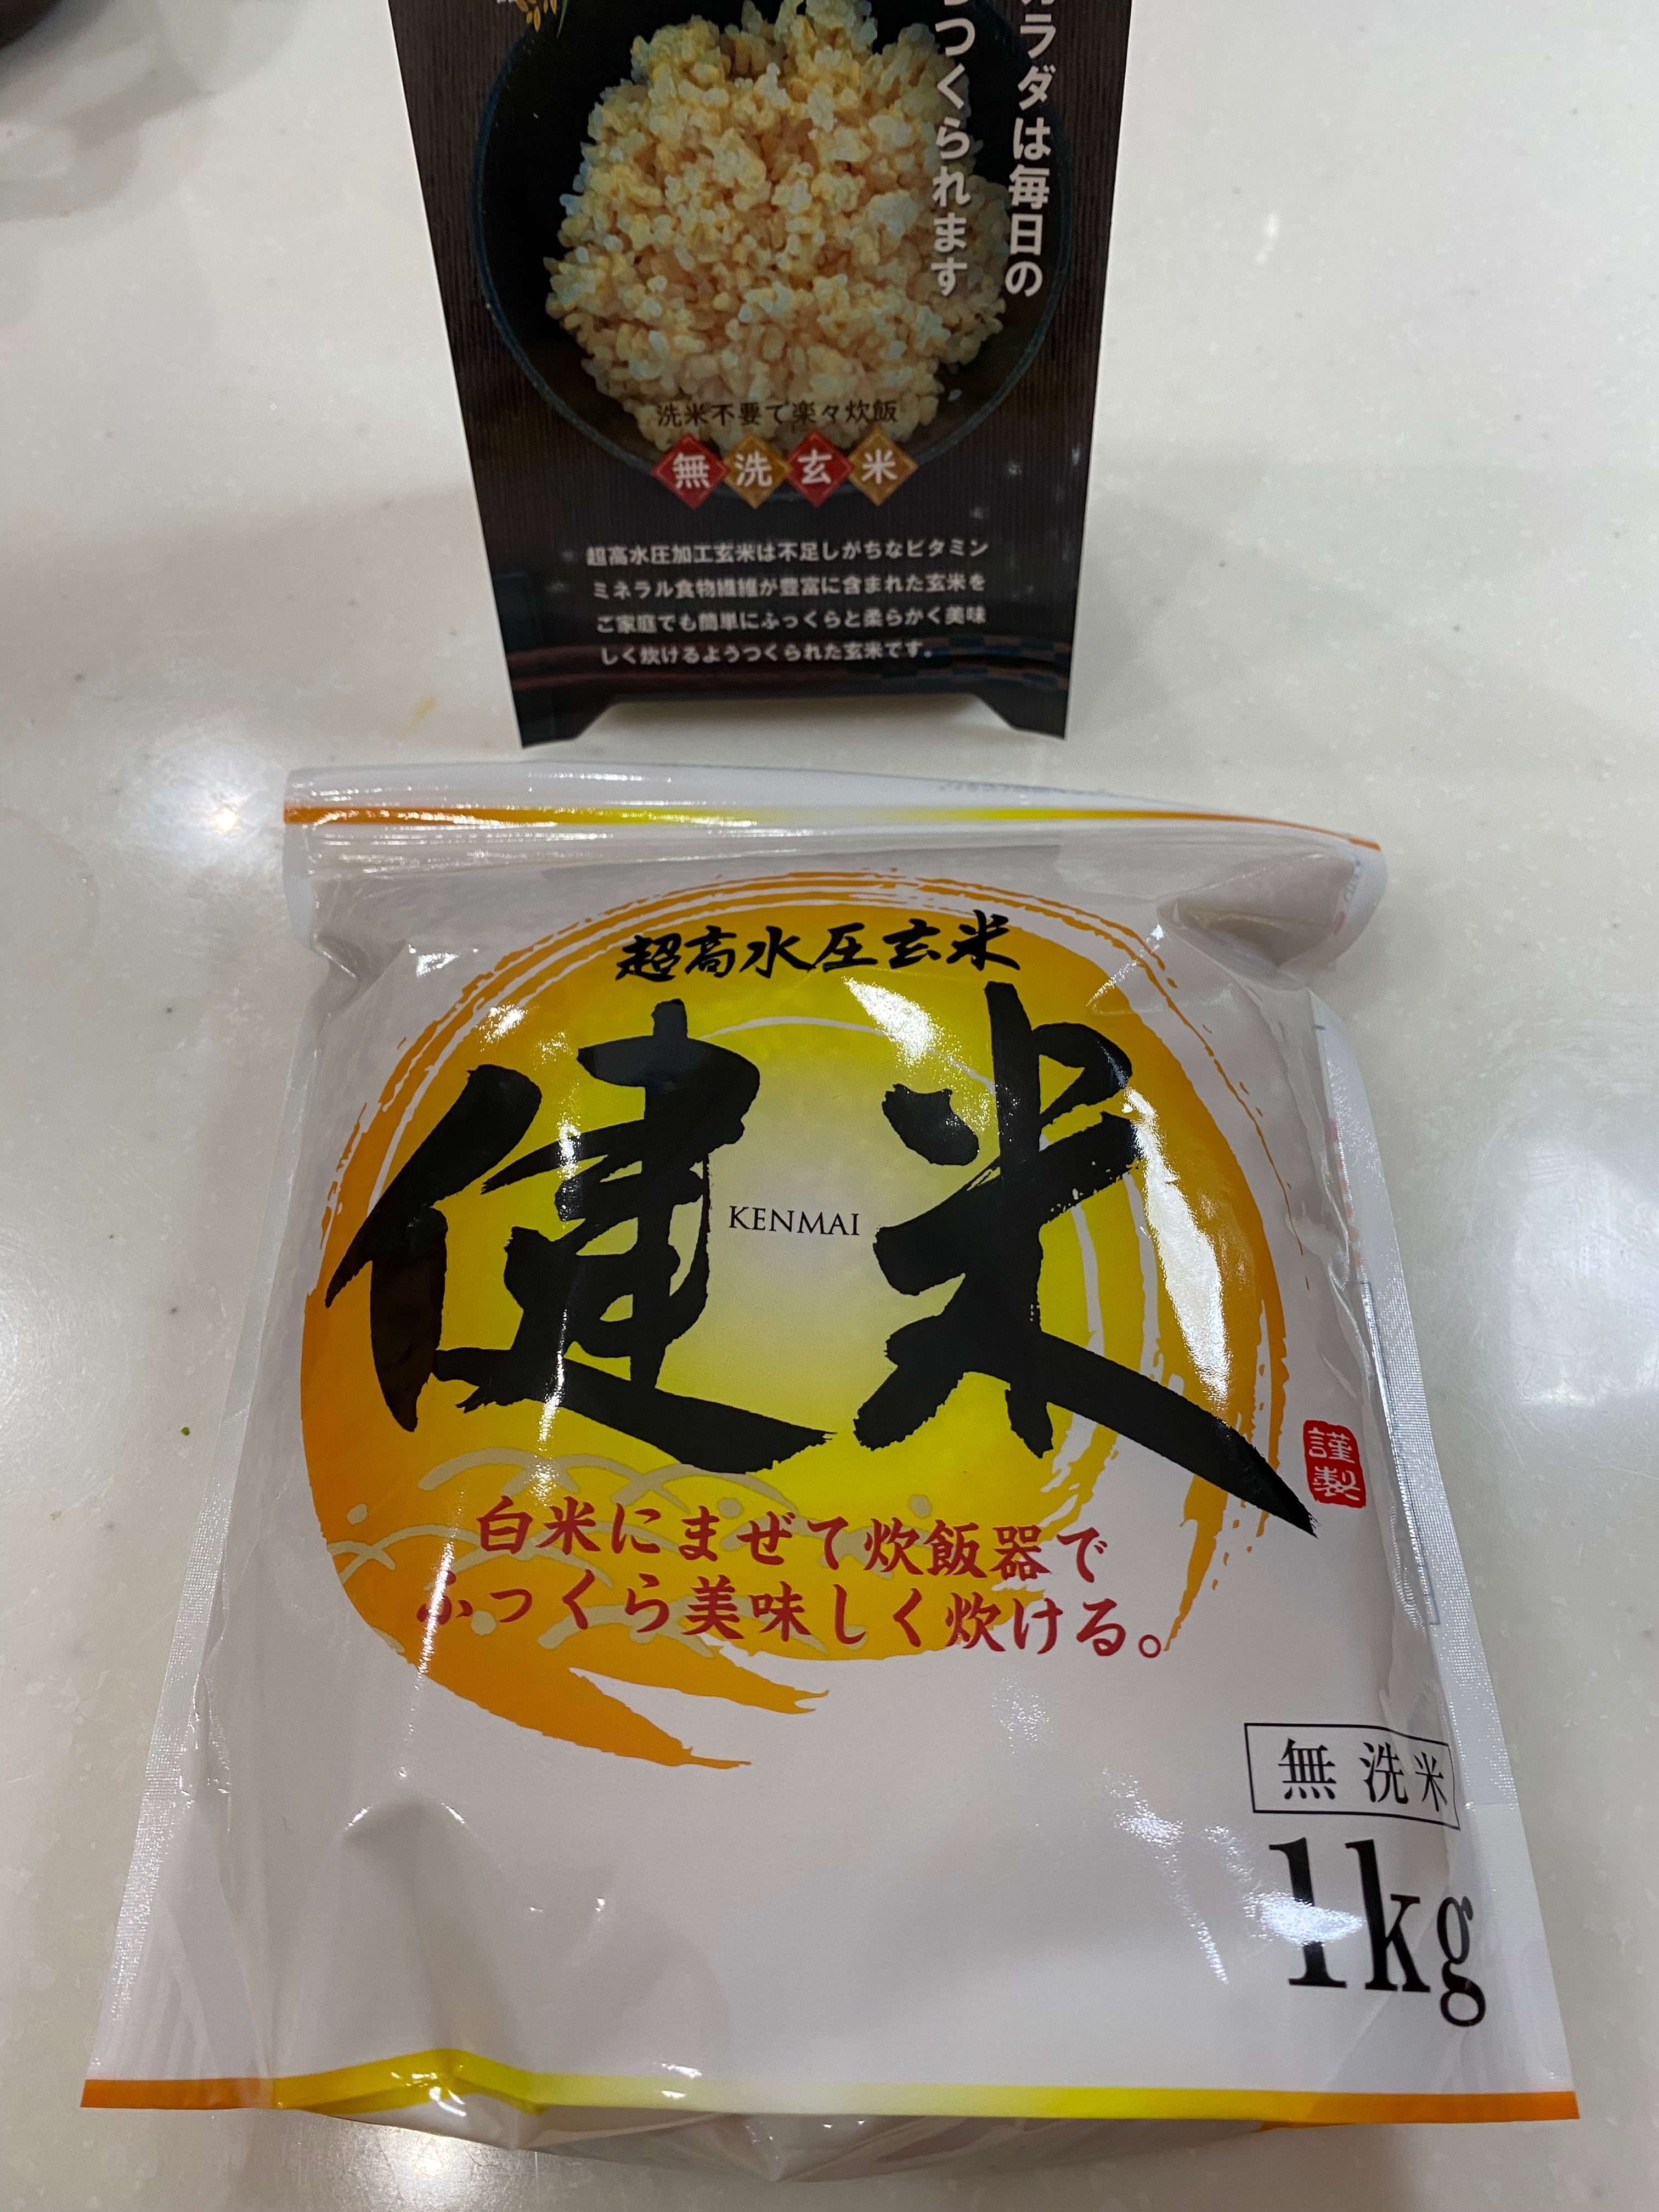 カラダは毎日の
つくられます
洗米不要で楽々炊飯
無洗玄米
超高水圧加工玄米は不足しがちなビタミン
ミネラル食物繊維が豊富に含まれた玄米を
ご家庭でも簡単にふっくらと柔らかく美味
しく炊けるようつくられた玄米です。
超高水圧玄米
健米
KENMAI
謹製
白米にまぜて炊飯器で
ふっくら美味しく炊ける。
無洗米
1kg